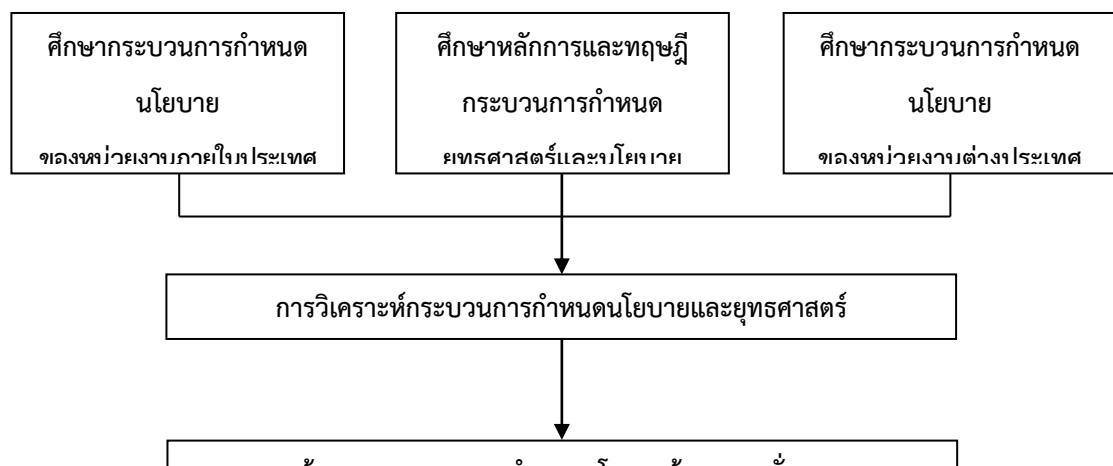 ศึกษากระบวนการกำหนด
นโยบาย
ของหน่วยงานภายในประเทศ
ศึกษาหลักการและทฤษฎี
กระบวนการกำหนด
ยุทธศาสตร์และนโยบาย
ศึกษากระบวนการกำหนด
นโยบาย
ของหน่วยงานต่างประเทศ
การวิเคราะห์กระบวนการกำหนดนโยบายและยุทธศาสตร์